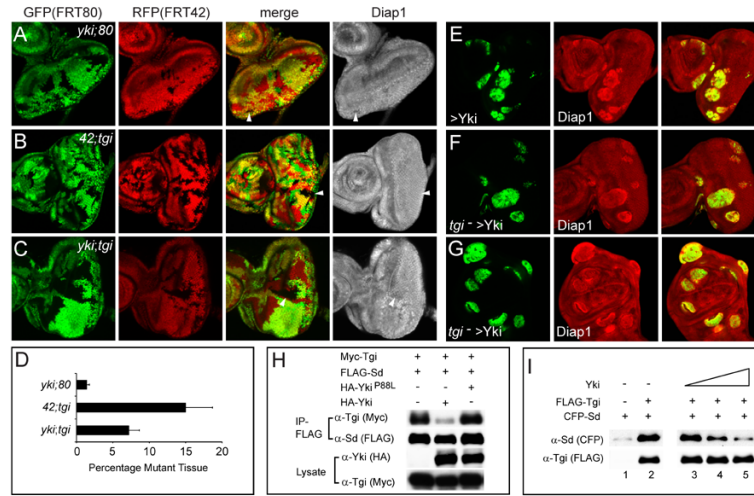 GFP(FRT80) RFP(FRT42) merge Diap1
A yki;80
B 42;tgi
C yki;tgi
E >Yki Diap1
F tgi - >Yki Diap1
G tgi - >Yki Diap1
D
yki;80
42;tgi
yki;tgi
0 5 10 15 20
Percentage Mutant Tissue
H
Myc-Tgi + + +
FLAG-Sd + + +
HA-Yki P88L - - +
HA-Yki - + -
IP-FLAG
α-Tgi (Myc)
α-Sd (FLAG)
Lysate
α-Yki (HA)
α-Tgi (Myc)
I
Yki - -
FLAG-Tgi - + + + +
CFP-Sd + + + + +
α-Sd (CFP)
α-Tgi (FLAG)
1 2 3 4 5